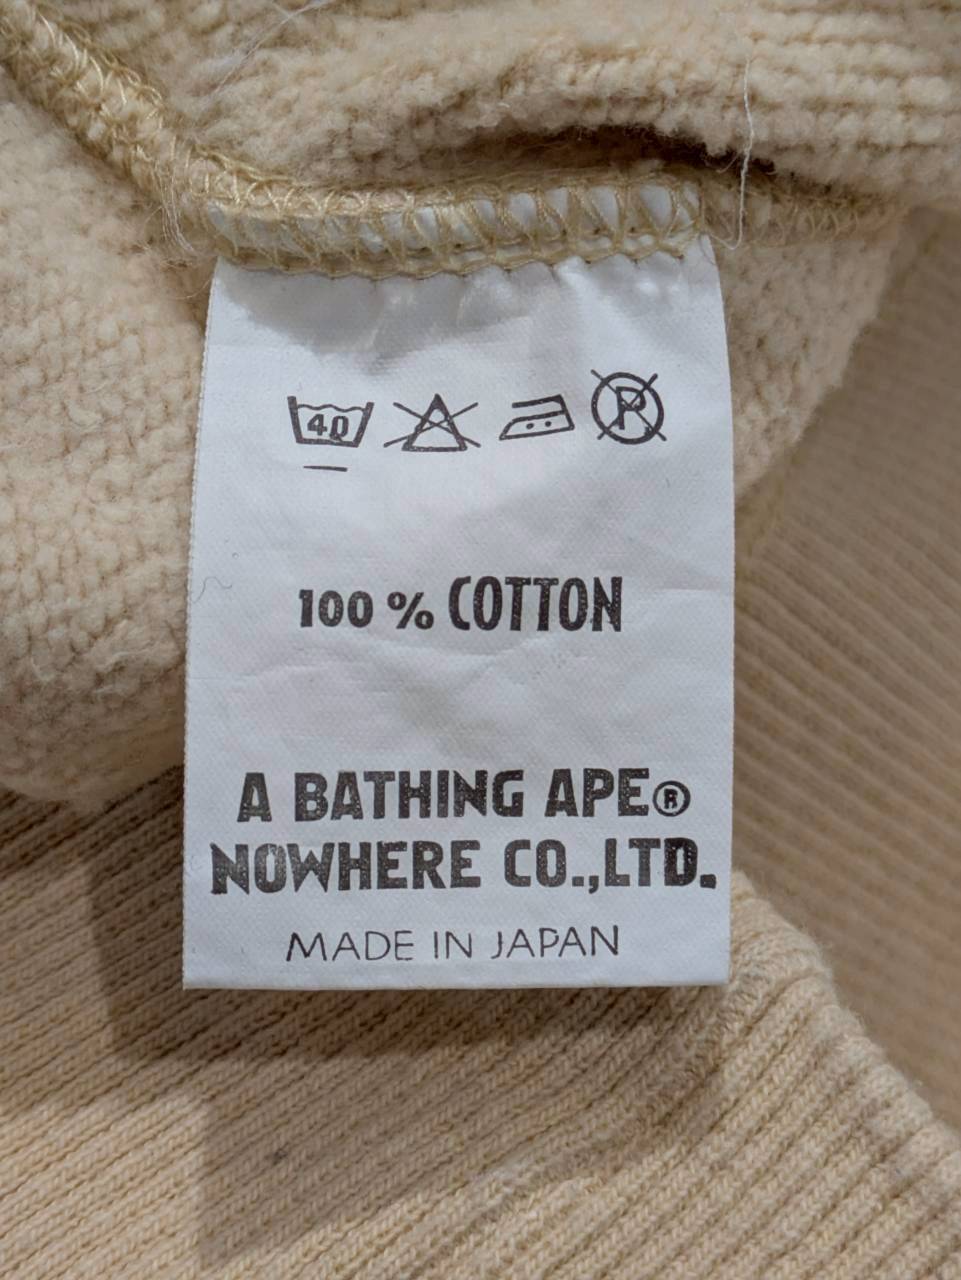 40 P
100 % COTTON
A BATHING APE®
NOWHERE CO.,LTD.
MADE IN JAPAN